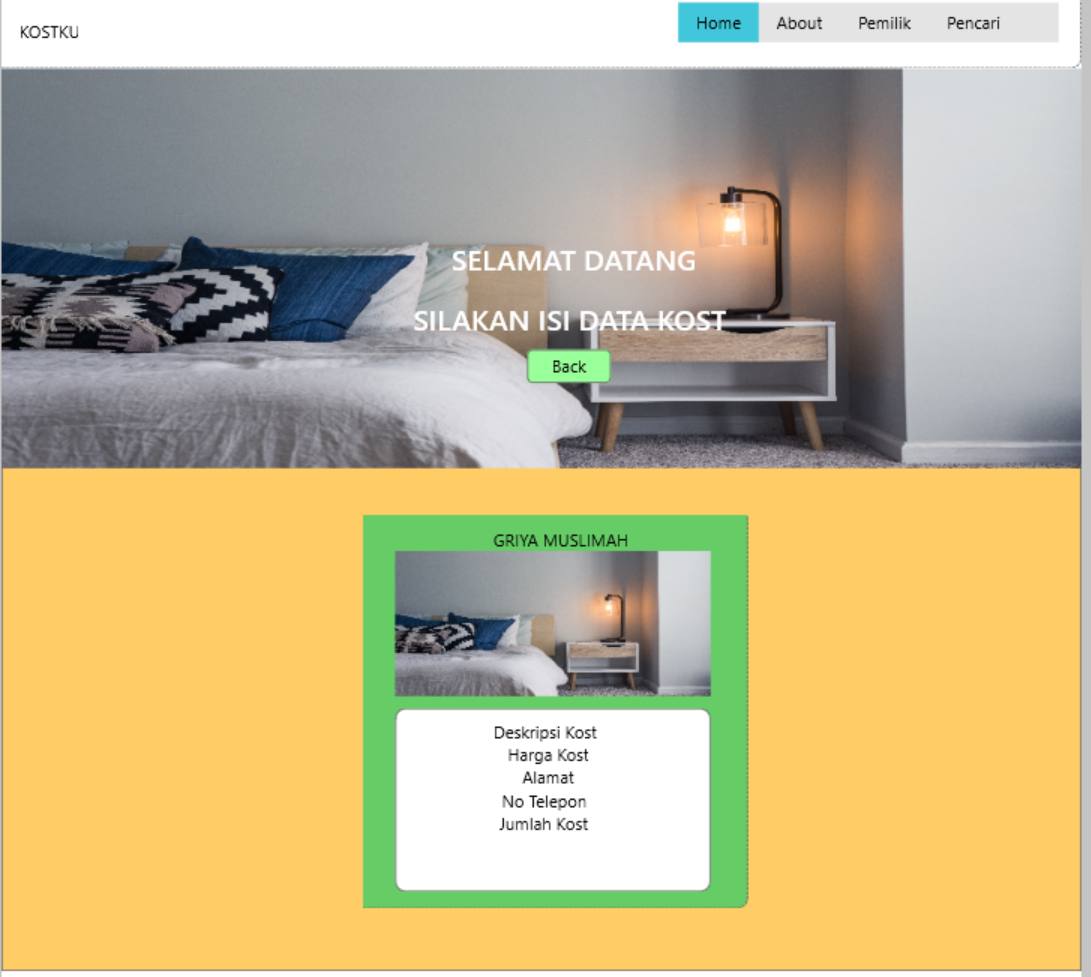 KOSTKU
Home About Pemilik Pencari
SELAMAT DATANG
SILAKAN ISI DATA KOST
Back
GRIYA MUSLIMAH
Deskripsi Kost
Harga Kost
Alamat
No Telepon
Jumlah Kost